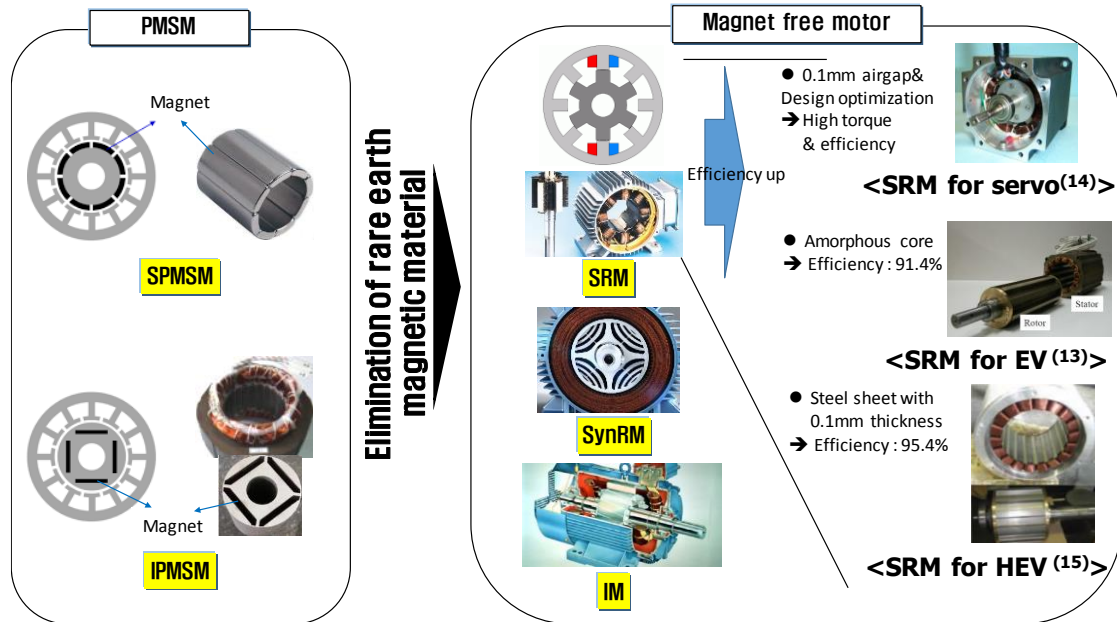 PMSM
Magnet
SPMSM
Magnet
IPMSM
Elimination of rare earth
magnetic material
Magnet free motor
SRM
SynRM
IM
Efficiency up
● 0.1mm airgap&
Design optimization
➔ High torque
& efficiency
<SRM for servo(14)>
● Amorphous core
➔ Efficiency : 91.4%
Stator
Rotor
<SRM for EV(13)>
● Steel sheet with
0.1mm thickness
➔ Efficiency : 95.4%
<SRM for HEV (15)>